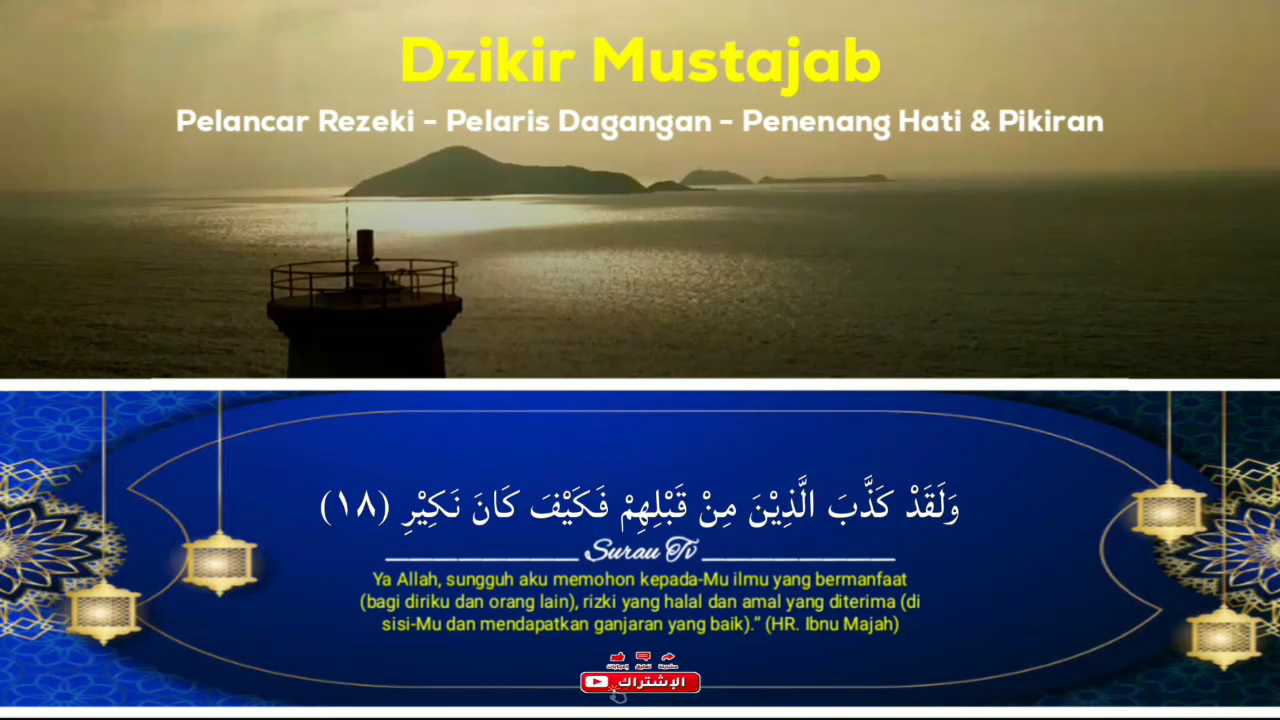 Dzikir Mustajab
Pelancar Rezeki - Pelaris Dagangan - Penenang Hati & Pikiran
وَلَقَدْ كَذَّبَ الَّذِيْنَ مِنْ قَبْلِهِمْ فَكَيْفَ كَانَ نَكِيْرِ (١٨)
Surau Tv
Ya Allah, sungguh aku memohon kepada-Mu ilmu yang bermanfaat
(bagi diriku dan orang lain), rizki yang halal dan amal yang diterima (di
sisi-Mu dan mendapatkan ganjaran yang baik).” (HR. Ibnu Majah)
الإشتراك